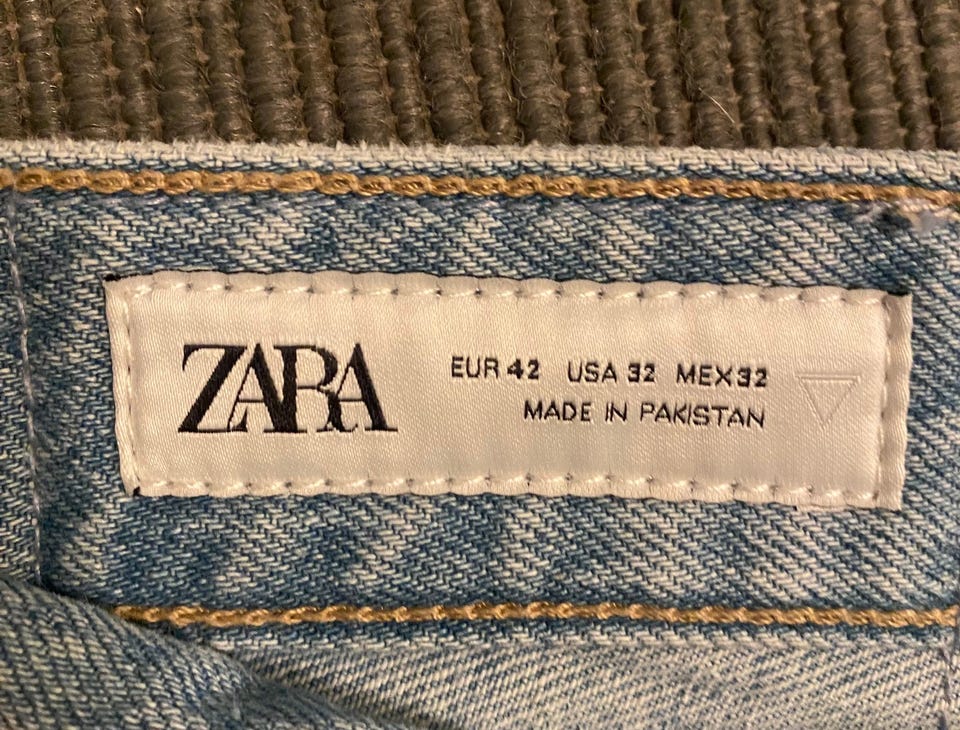 ZARA
EUR 42 USA 32 MEX 32
MADE IN PAKISTAN